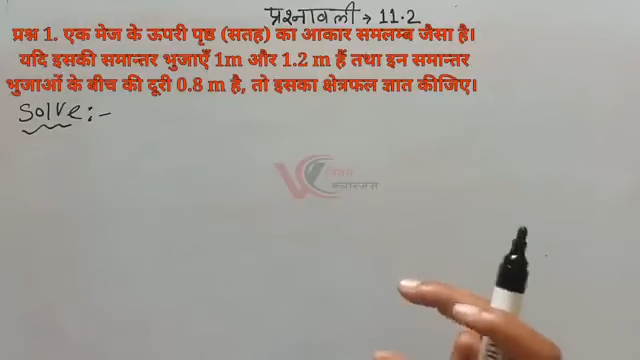 प्रश्नावली → 11.2
प्रश्न 1. एक मेज के ऊपरी पृष्ठ (सतह) का आकार समलम्ब जैसा है।
यदि इसकी समान्तर भुजाएँ 1m और 1.2 m हैं तथा इन समान्तर
भुजाओं के बीच की दूरी 0.8 m है, तो इसका क्षेत्रफल ज्ञात कीजिए।
Solve:-
क्लासेस